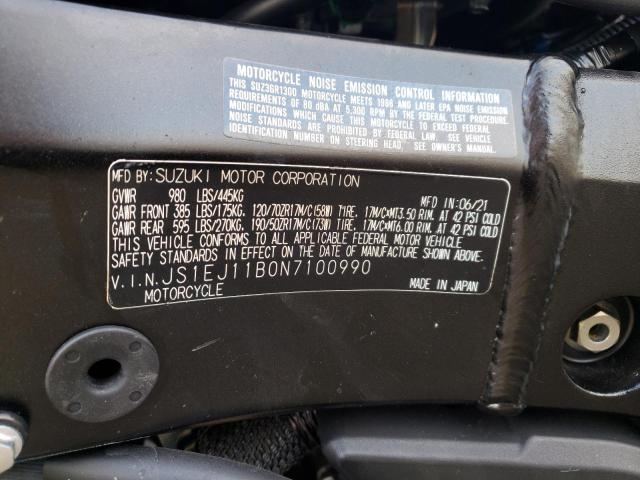 MOTORCYCLE NOISE EMISSION CONTROL INFORMATION
THIS SUZ3GR1300 MOTORCYCLE MEETS 1986 AND LATER EPA NOISE EMISSION
REQUIREMENTS OF 80 dBA AT 5,300 RPM BY THE FEDERAL TEST PROCEDURE.
MODIFICATIONS WHICH CAUSE THIS MOTORCYCLE TO EXCEED FEDERAL
NOISE STANDARDS ARE PROHIBITED BY FEDERAL LAW. SEE VEHICLE
IDENTIFICATION NUMBER ON STEERING HEAD. SEE OWNER'S MANUAL.
MFD BY:SUZUKI MOTOR CORPORATION
GVWR 980 LBS/445KG MFD IN:06/21
GAWR FRONT 385 LBS/175KG. 120/70ZR17M/C(58W) TIRE. 17M/C×MT3.50 RIM. AT 42 PSI COLD
GAWR REAR 595 LBS/270KG. 190/50ZR17M/C(73W) TIRE. 17M/C×MT6.00 RIM. AT 42 PSI COLD
THIS VEHICLE CONFORMS TO ALL APPLICABLE FEDERAL MOTOR VEHICLE
SAFETY STANDARDS IN EFFECT ON THE DATE OF MANUFACTURE SHOWN ABOVE.
V.I.N.JS1EJ11B0N7100990
MOTORCYCLE MADE IN JAPAN